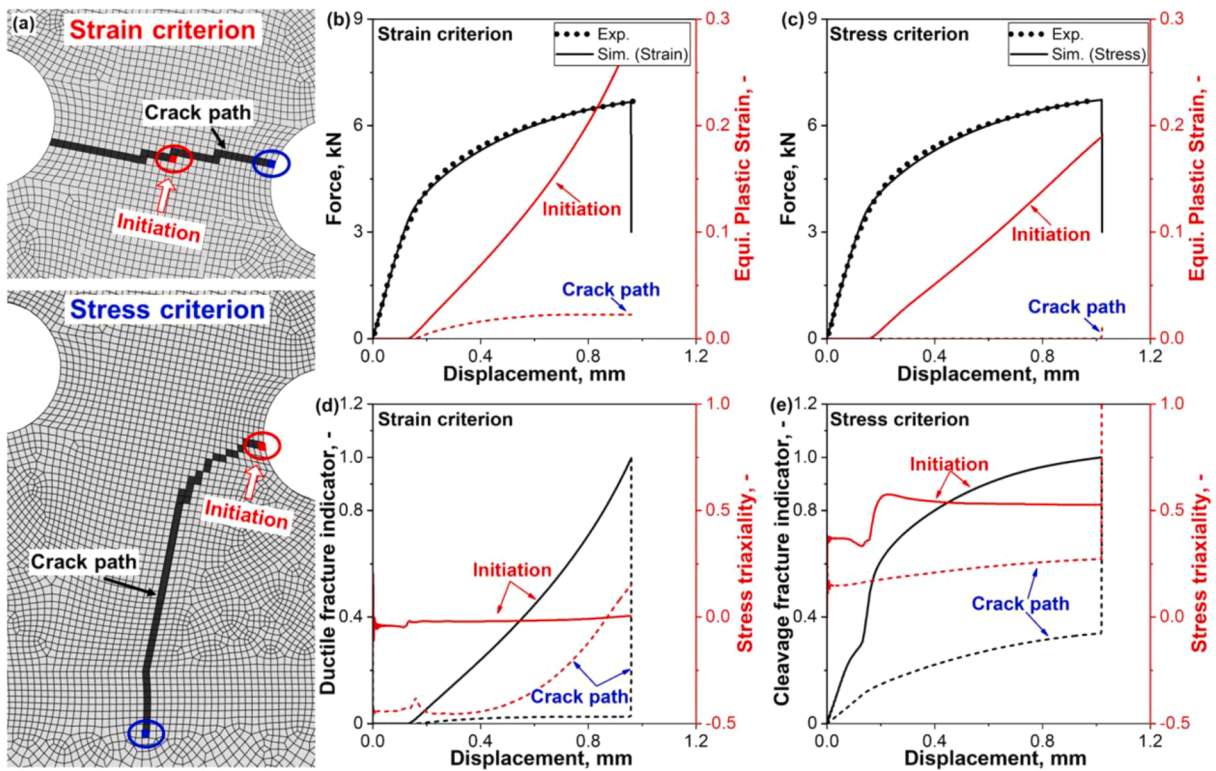 (a)
Strain criterion
Crack path
Initiation
Stress criterion
Initiation
Crack path
(b)
Strain criterion
Exp.
Sim. (Strain)
Initiation
Crack path
9
6
3
0
0.3
0.2
0.1
0.0
0.0 0.4 0.8 1.2
Force, kN
Equi. Plastic Strain, -
Displacement, mm
(c)
Stress criterion
Exp.
Sim. (Stress)
Initiation
Crack path
9
6
3
0
0.3
0.2
0.1
0.0
0.0 0.4 0.8 1.2
Force, kN
Equi. Plastic Strain, -
Displacement, mm
(d)
Strain criterion
Initiation
Crack path
1.2
1.0
0.8
0.4
0
1.0
0.5
0.0
-0.5
0.0 0.4 0.8 1.2
Ductile fracture indicator, -
Stress triaxiality, -
Displacement, mm
(e)
Stress criterion
Initiation
Crack path
1.2
1.0
0.8
0.4
0
1.0
0.5
0.0
-0.5
0.0 0.4 0.8 1.2
Cleavage fracture indicator, -
Stress triaxiality, -
Displacement, mm